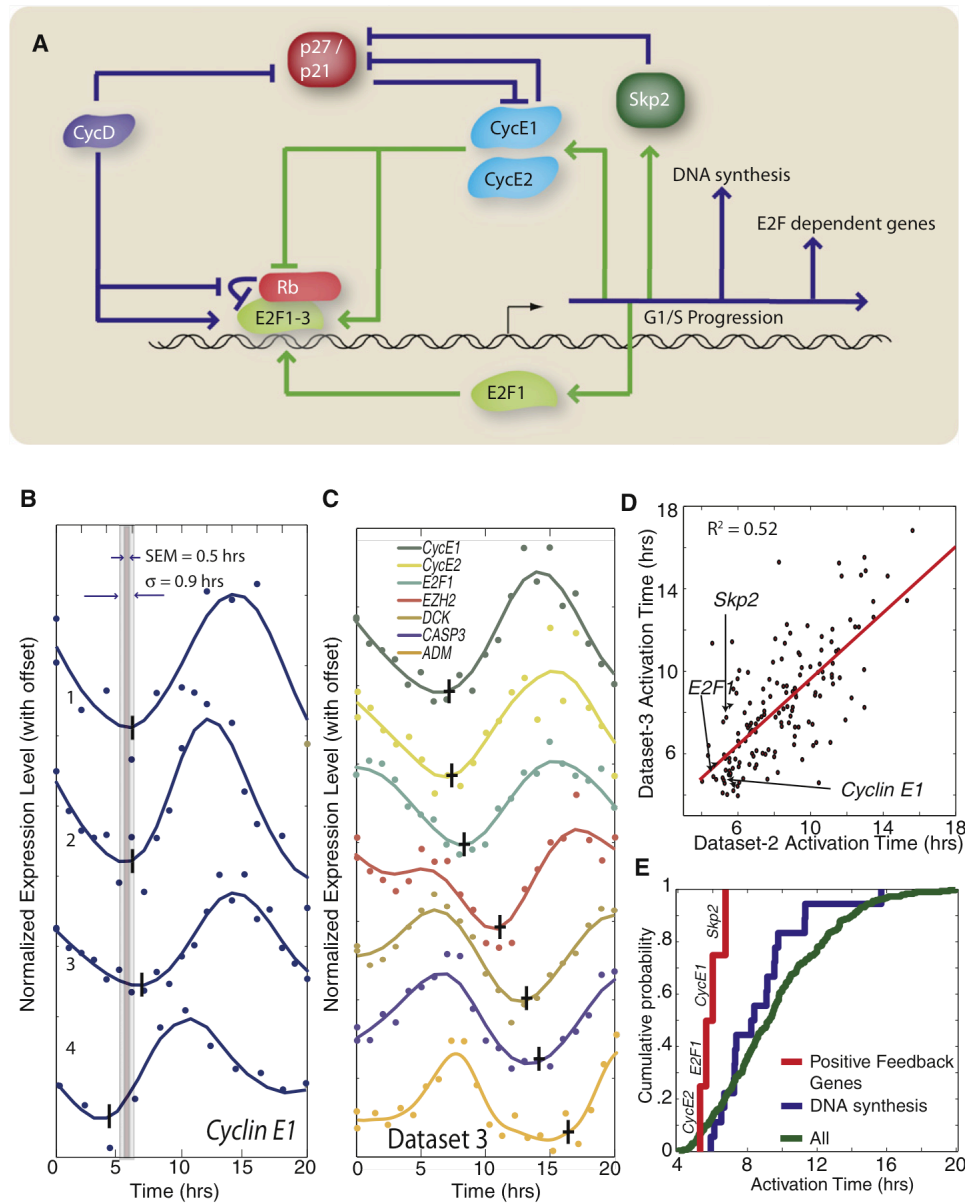 A
p27 /
p21
CycD
Skp2
CycE1
CycE2
DNA synthesis
E2F dependent genes
Rb
E2F1-3
G1/S Progression
E2F1
B
SEM = 0.5 hrs
σ = 0.9 hrs
1
2
3
4
Cyclin E1
Normalized Expression Level (with offset)
0 5 15 20
Time (hrs)
C
0 5 10 15 20
CycE1
CycE2
E2F1
EZH2
DCK
CASP3
ADM
Dataset 3
Normalized Expression Level (with offset)
0 5 10 15 20
Time (hrs)
D
R² = 0.52
Skp2
E2F1
Cyclin E1
Dataset-3 Activation Time (hrs)
18
14
10
6
6 10 14 18
Dataset-2 Activation Time (hrs)
E
Cumulative probability
1
.8
.6
.4
.2
0
CycE2
E2F1
CycE1
Skp2
Positive Feedback
Genes
DNA synthesis
All
4 8 12 16 20
Activation Time (hrs)